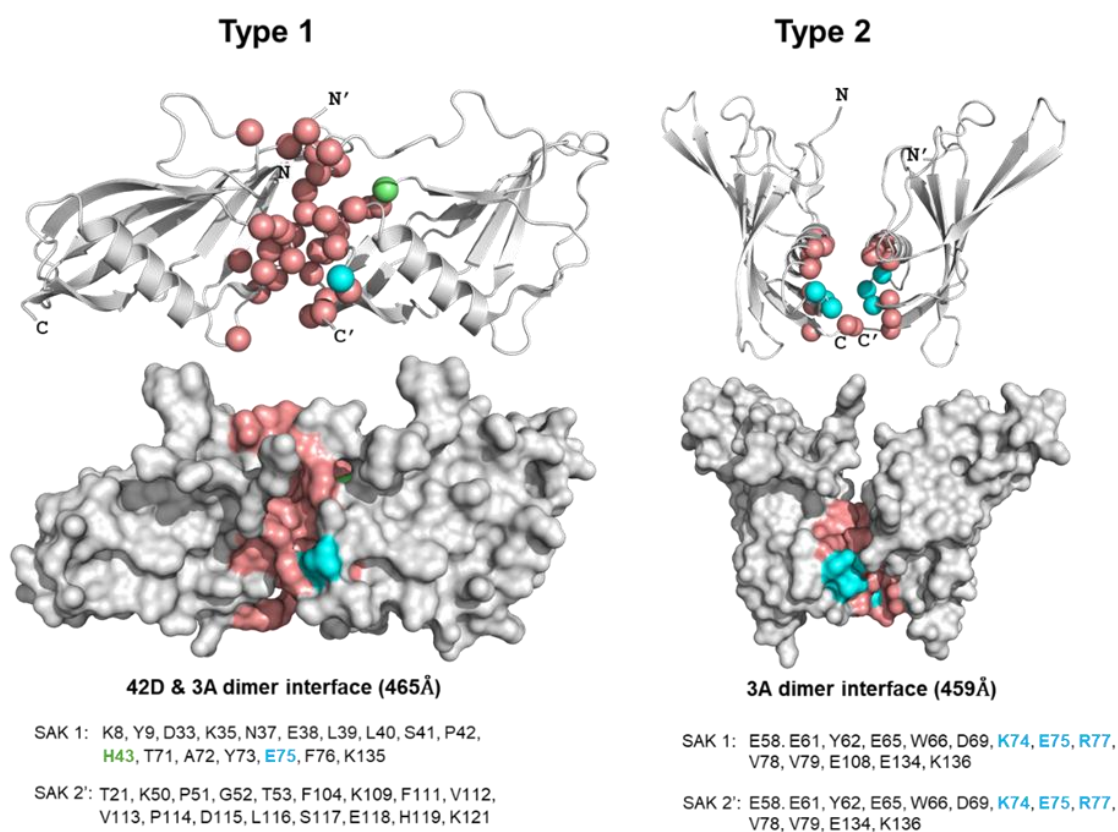 Type 1
N'
N
C
C'
42D & 3A dimer interface (465Å)
SAK 1: K8, Y9, D33, K35, N37, E38, L39, L40, S41, P42,
H43, T71, A72, Y73, E75, F76, K135
SAK 2': T21, K50, P51, G52, T53, F104, K109, F111, V112,
V113, P114, D115, L116, S117, E118, H119, K121
Type 2
N
N'
C C'
3A dimer interface (459Å)
SAK 1: E58. E61, Y62, E65, W66, D69, K74, E75, R77,
V78, V79, E108, E134, K136
SAK 2': E58. E61, Y62, E65, W66, D69, K74, E75, R77,
V78, V79, E134, K136